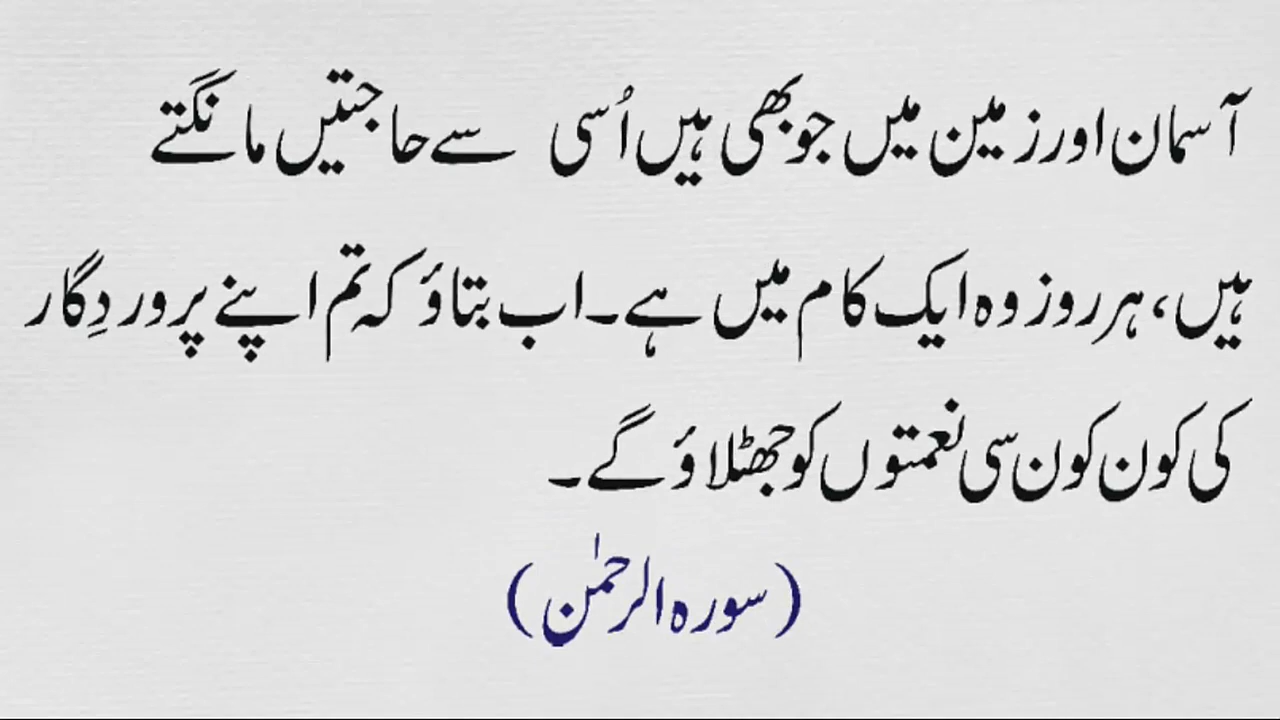 آسمان اور زمین میں جو بھی ہیں اُسی سے حاجتیں مانگتے
ہیں، ہر روز وہ ایک کام میں ہے۔ اب بتاؤ کہ تم اپنے پروردِگار
کی کون کون سی نعمتوں کو جھٹلاؤ گے۔
(سورہ الرحمٰن)